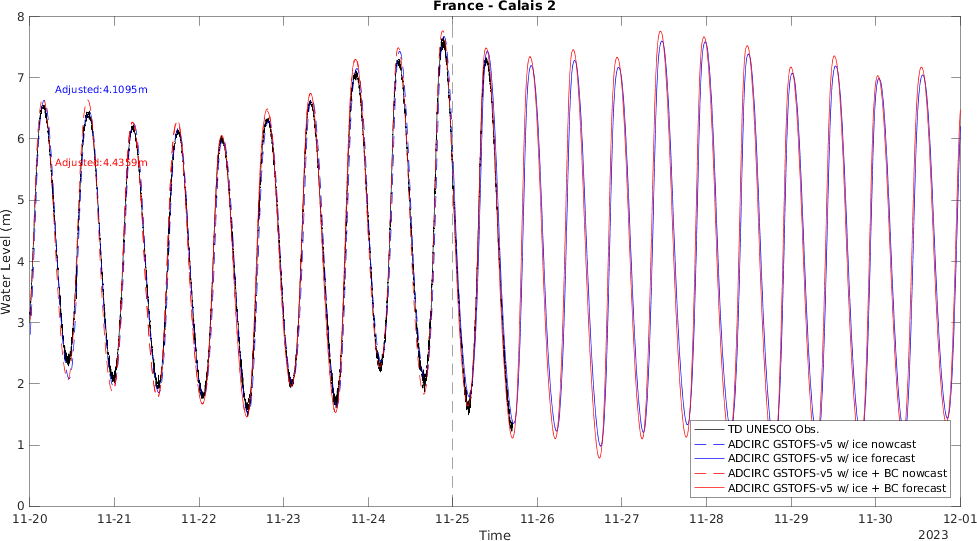 France - Calais 2
8
7
6
5
4
3
2
1
0
Water Level (m)
Adjusted:4.1095m
Adjusted:4.4359m
TD UNESCO Obs.
ADCIRC GSTOFS-v5 w/ ice nowcast
ADCIRC GSTOFS-v5 w/ ice forecast
ADCIRC GSTOFS-v5 w/ ice + BC nowcast
ADCIRC GSTOFS-v5 w/ ice + BC forecast
11-20 11-21 11-22 11-23 11-24 11-25 11-26 11-27 11-28 11-29 11-30 12-01
Time
2023